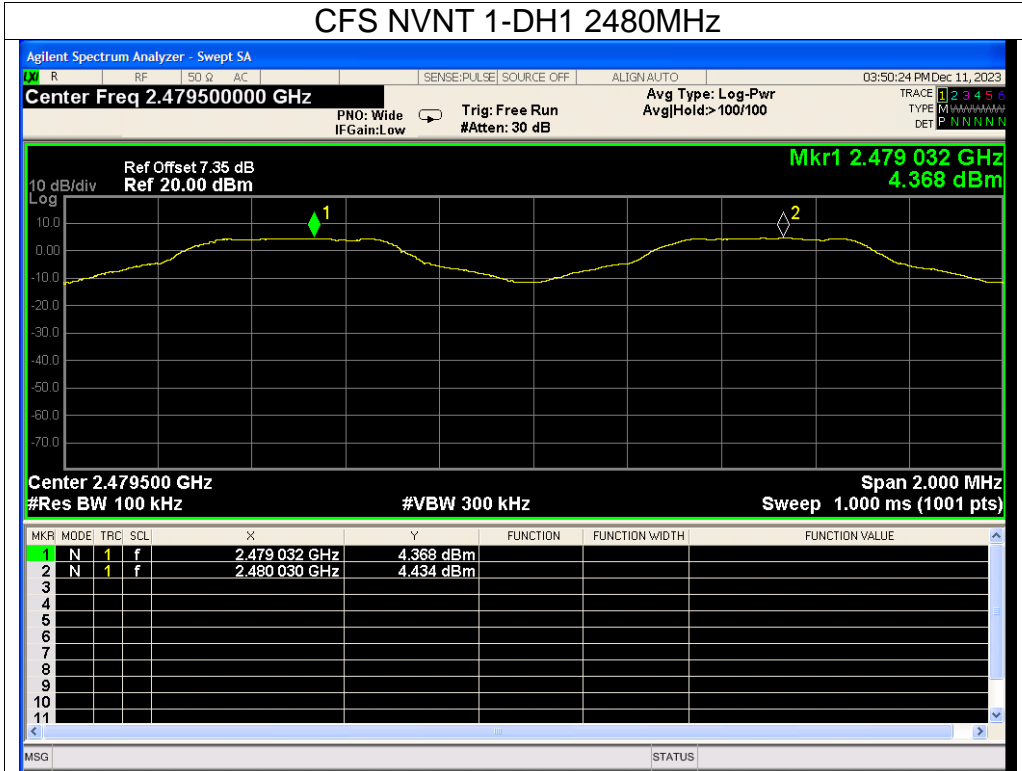 CFS NVNT 1-DH1 2480MHz
Agilent Spectrum Analyzer - Swept SA
LXI R RF 50 Ω AC SENSE:PULSE SOURCE OFF ALIGN AUTO 03:50:24 PM Dec 11, 2023
Center Freq 2.479500000 GHz Avg Type: Log-Pwr TRACE 1 2 3 4 5 6
PNO: Wide Trig: Free Run Avg|Hold:>100/100 TYPE M WWWWW
IFGain:Low #Atten: 30 dB DET P N N N N N
Mkr1 2.479 032 GHz
4.368 dBm
Ref Offset 7.35 dB
10 dB/div Ref 20.00 dBm
Log
1
2
10.0
0.00
-10.0
-20.0
-30.0
-40.0
-50.0
-60.0
-70.0
Center 2.479500 GHz Span 2.000 MHz
#Res BW 100 kHz #VBW 300 kHz Sweep 1.000 ms (1001 pts)
MKR MODE TRC SCL X Y FUNCTION FUNCTION WIDTH FUNCTION VALUE
1 N 1 f 2.479 032 GHz 4.368 dBm
2 N 1 f 2.480 030 GHz 4.434 dBm
3
4
5
6
7
8
9
10
11
MSG STATUS